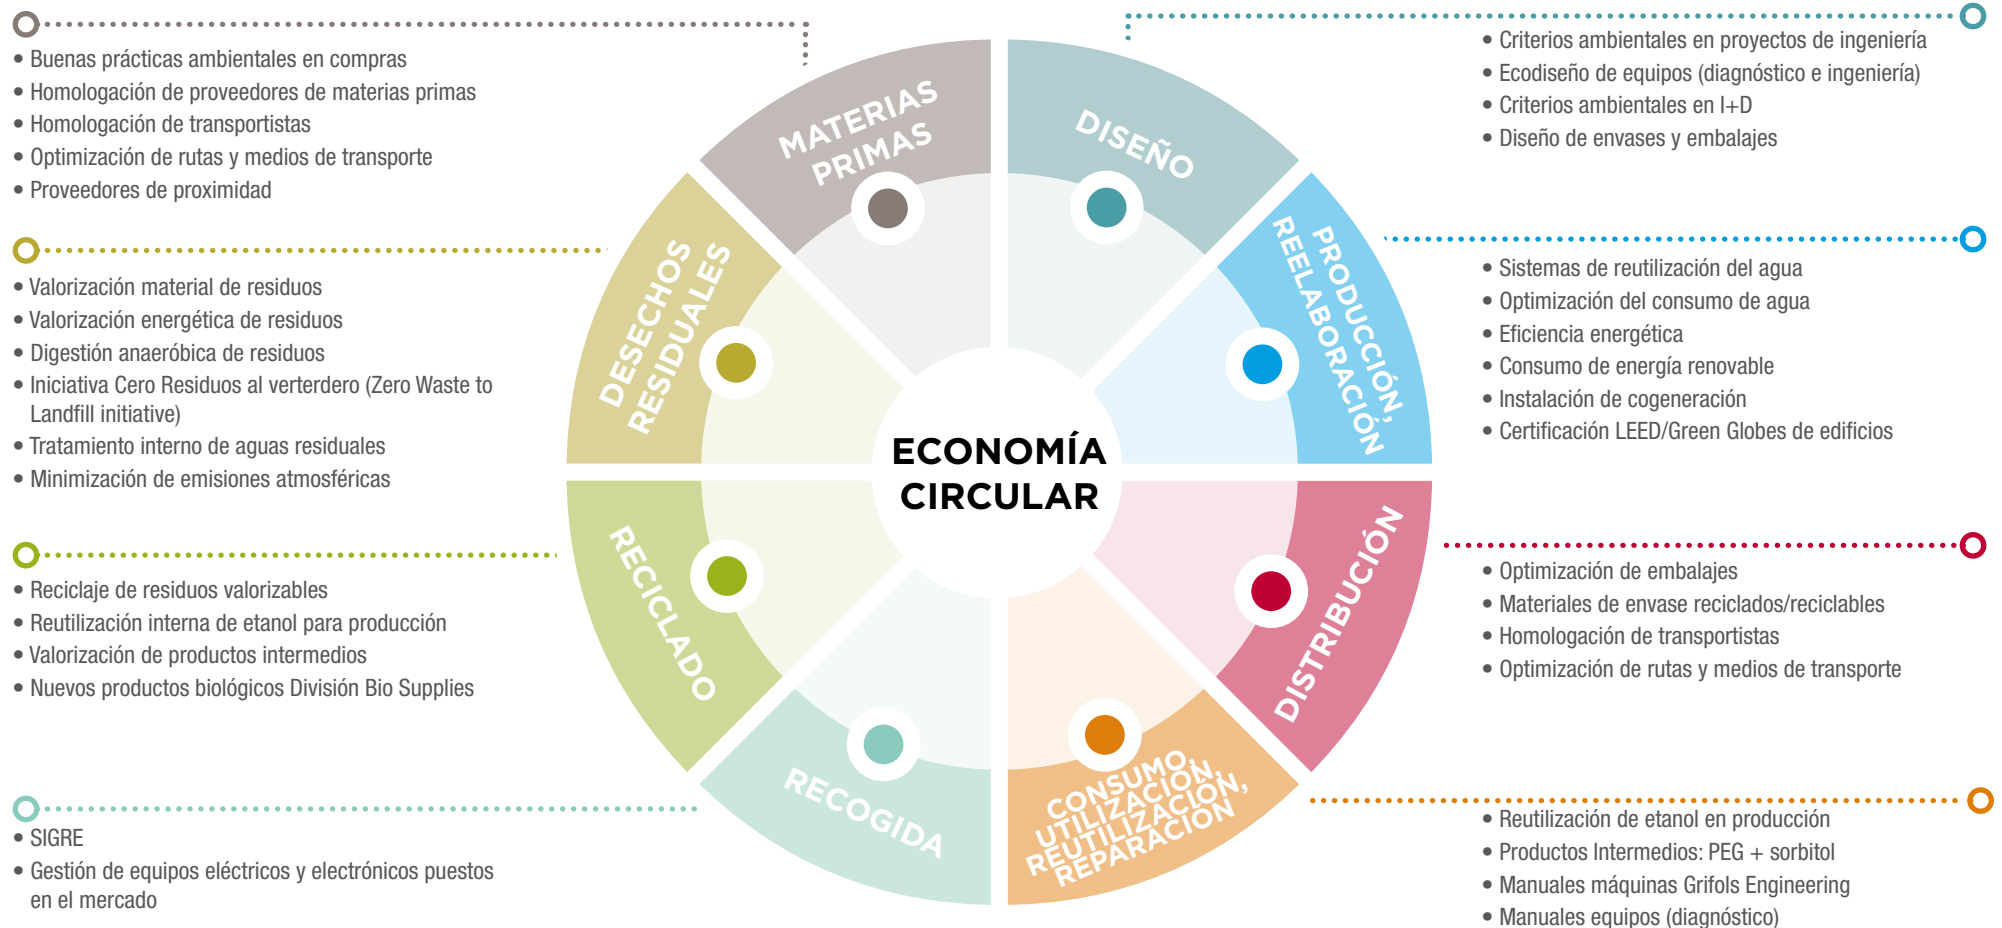 • Buenas prácticas ambientales en compras
• Homologación de proveedores de materias primas
• Homologación de transportistas
• Optimización de rutas y medios de transporte
• Proveedores de proximidad
• Valorización material de residuos
• Valorización energética de residuos
• Digestión anaeróbica de residuos
• Iniciativa Cero Residuos al verterdero (Zero Waste to
Landfill initiative)
• Tratamiento interno de aguas residuales
• Minimización de emisiones atmosféricas
• Reciclaje de residuos valorizables
• Reutilización interna de etanol para producción
• Valorización de productos intermedios
• Nuevos productos biológicos División Bio Supplies
• SIGRE
• Gestión de equipos eléctricos y electrónicos puestos
en el mercado
MATERIAS
PRIMAS
DISEÑO
PRODUCCIÓN,
REELABORACIÓN
DISTRIBUCIÓN
CONSUMO,
UTILIZACIÓN,
REUTILIZACIÓN,
REPARACIÓN
RECOGIDA
RECICLADO
DESECHOS
RESIDUALES
ECONOMÍA
CIRCULAR
• Criterios ambientales en proyectos de ingeniería
• Ecodiseño de equipos (diagnóstico e ingeniería)
• Criterios ambientales en I+D
• Diseño de envases y embalajes
• Sistemas de reutilización del agua
• Optimización del consumo de agua
• Eficiencia energética
• Consumo de energía renovable
• Instalación de cogeneración
• Certificación LEED/Green Globes de edificios
• Optimización de embalajes
• Materiales de envase reciclados/reciclables
• Homologación de transportistas
• Optimización de rutas y medios de transporte
• Reutilización de etanol en producción
• Productos Intermedios: PEG + sorbitol
• Manuales máquinas Grifols Engineering
• Manuales equipos (diagnóstico)